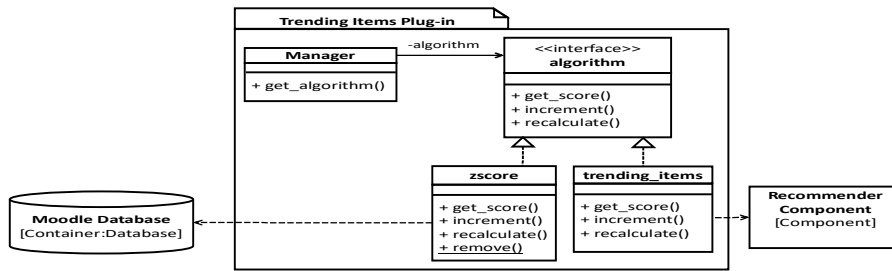 Trending Items Plug-in
Manager
+ get_algorithm()
-algorithm
<<interface>>
algorithm
+ get_score()
+ increment()
+ recalculate()
zscore
+ get_score()
+ increment()
+ recalculate()
+ remove()
trending_items
+ get_score()
+ increment()
+ recalculate()
Moodle Database
[Container:Database]
Recommender
Component
[Component]